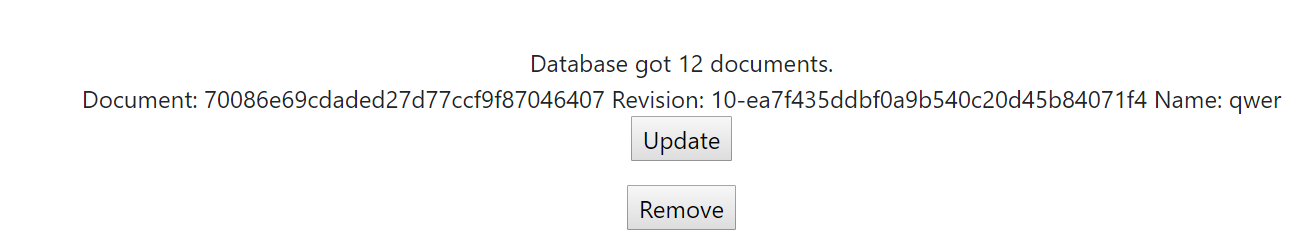 Database got 12 documents.
Document: 70086e69cdaded27d77ccf9f87046407 Revision: 10-ea7f435ddbf0a9b540c20d45b84071f4 Name: qwer
Update
Remove